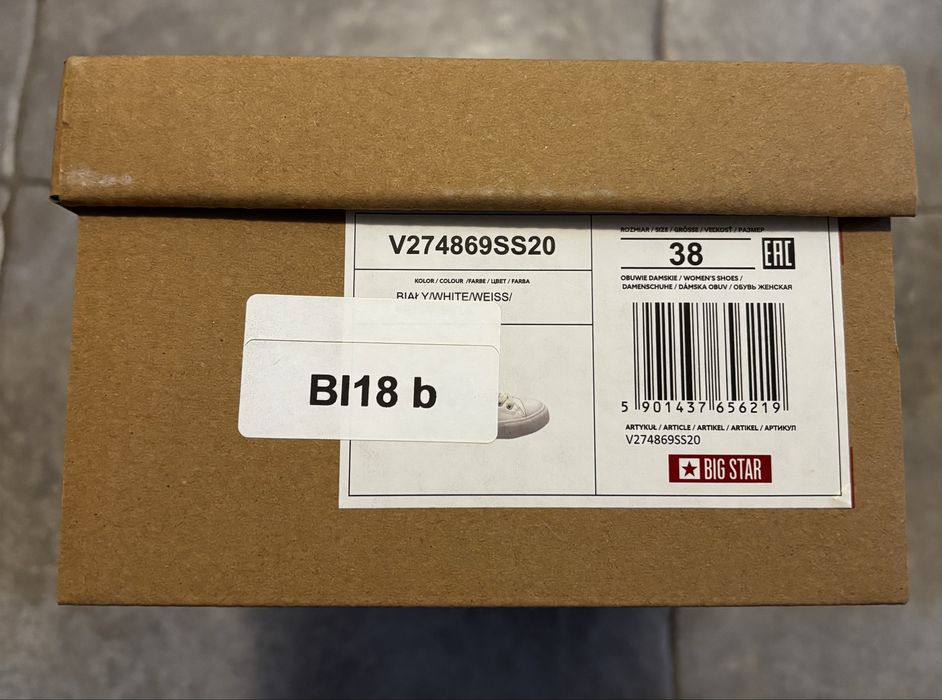 V274869SS20
KOLOR / COLOUR / FARBE / ЦВЕТ / FARBA
BIAŁY/WHITE/WEISS/
BI18 b
ROZMIAR / SIZE / GRÖSSE / VEĽKOSŤ / РАЗМЕР
38
EAC
OBUWIE DAMSKIE / WOMEN'S SHOES /
DAMENSCHUHE / DÁMSKA OBUV / ОБУВЬ ЖЕНСКАЯ
5 901437 656219
ARTYKUŁ / ARTICLE / ARTIKEL / ARTIKEL / АРТИКУЛ
V274869SS20
BIG STAR